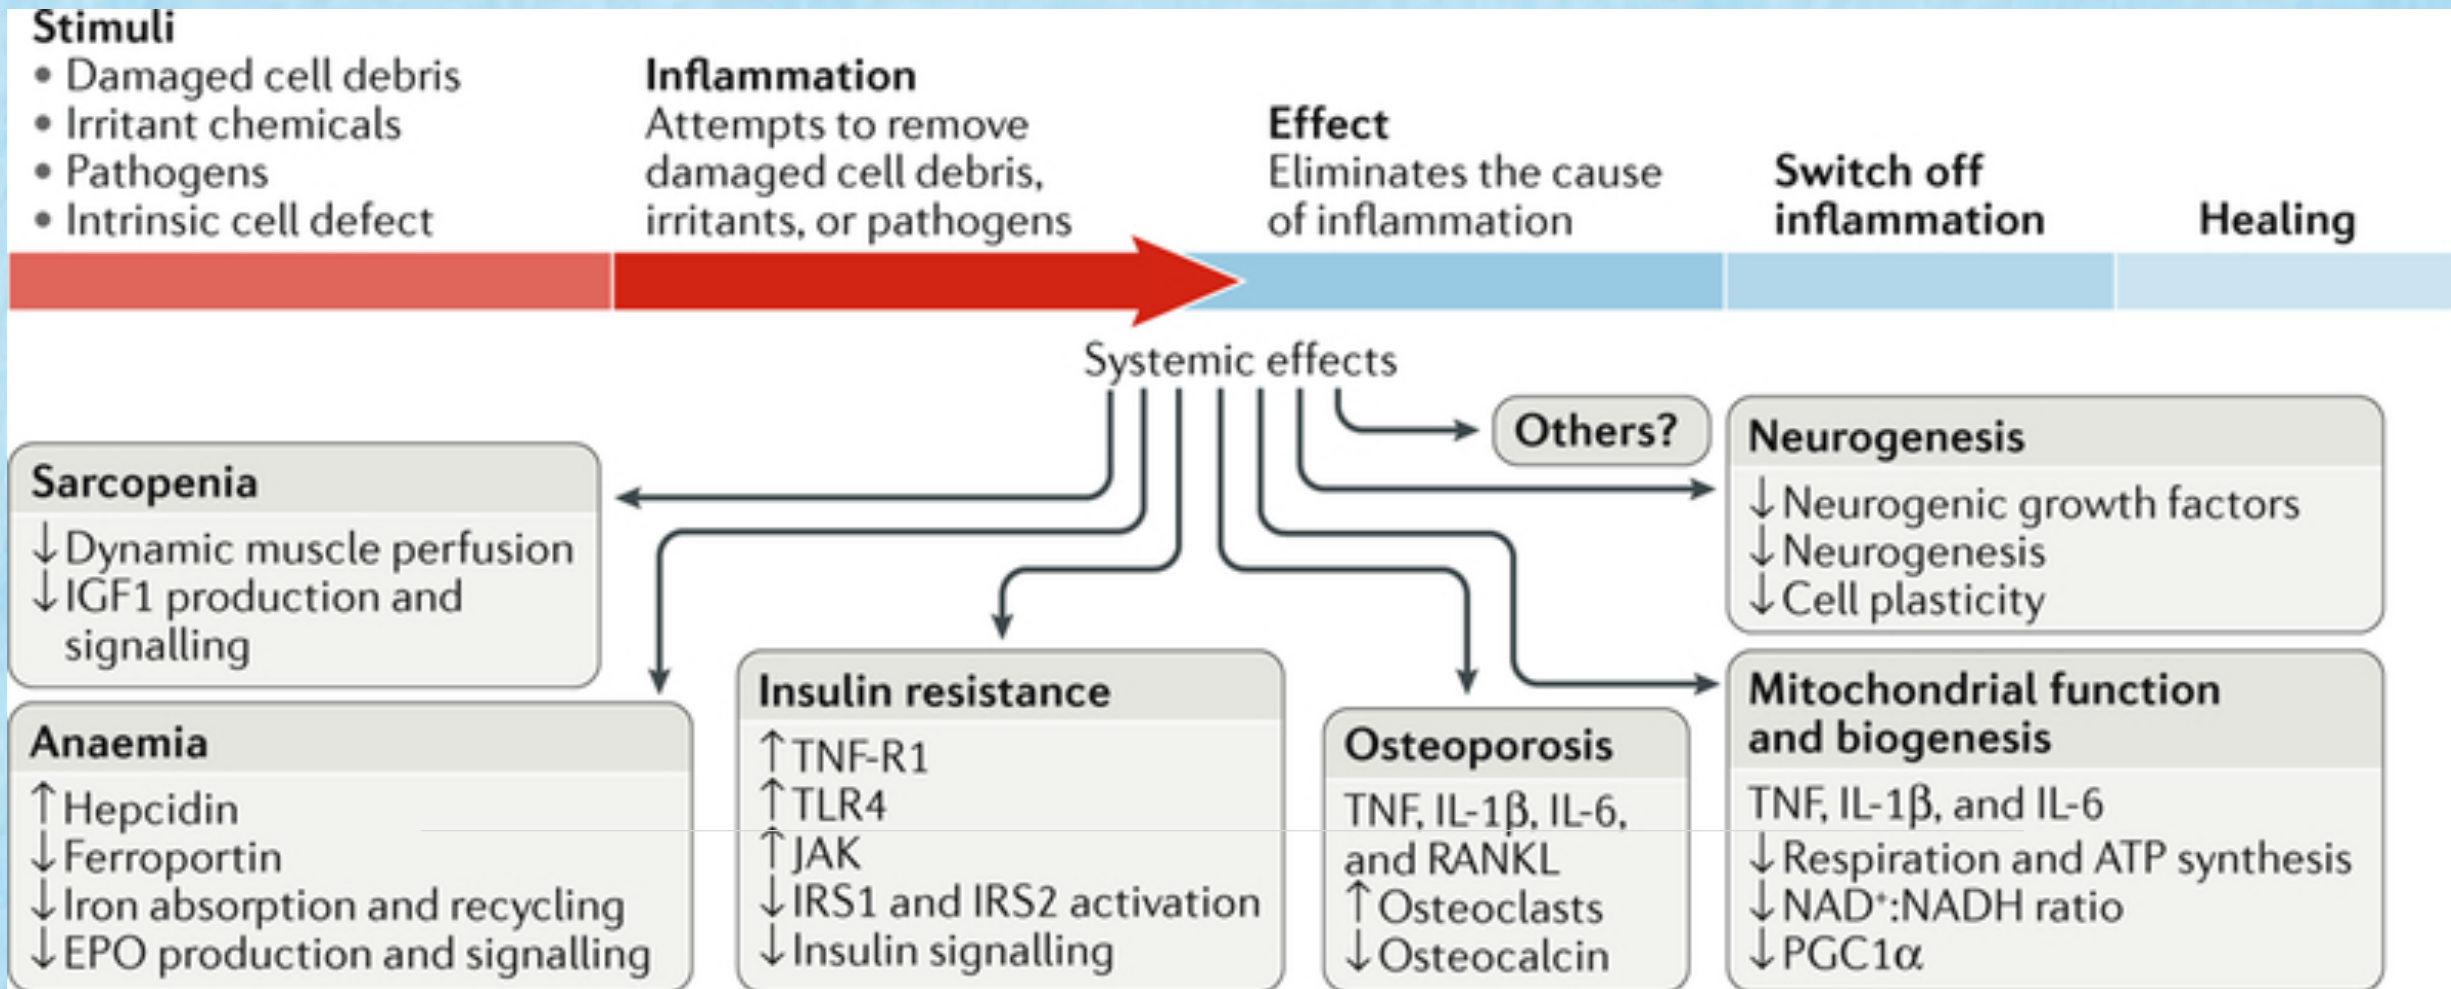 Stimuli
• Damaged cell debris
• Irritant chemicals
• Pathogens
• Intrinsic cell defect
Inflammation
Attempts to remove
damaged cell debris,
irritants, or pathogens
Effect
Eliminates the cause
of inflammation
Switch off
inflammation
Healing
Systemic effects
Others?
Sarcopenia
↓Dynamic muscle perfusion
↓IGF1 production and
signalling
Anaemia
↑Hepcidin
↓Ferroportin
↓Iron absorption and recycling
↓EPO production and signalling
Insulin resistance
↑TNF-R1
↑TLR4
↑JAK
↓IRS1 and IRS2 activation
↓Insulin signalling
Osteoporosis
TNF, IL-1β, IL-6,
and RANKL
↑Osteoclasts
↓Osteocalcin
Neurogenesis
↓Neurogenic growth factors
↓Neurogenesis
↓Cell plasticity
Mitochondrial function
and biogenesis
TNF, IL-1β, and IL-6
↓Respiration and ATP synthesis
↓NAD⁺:NADH ratio
↓PGC1α